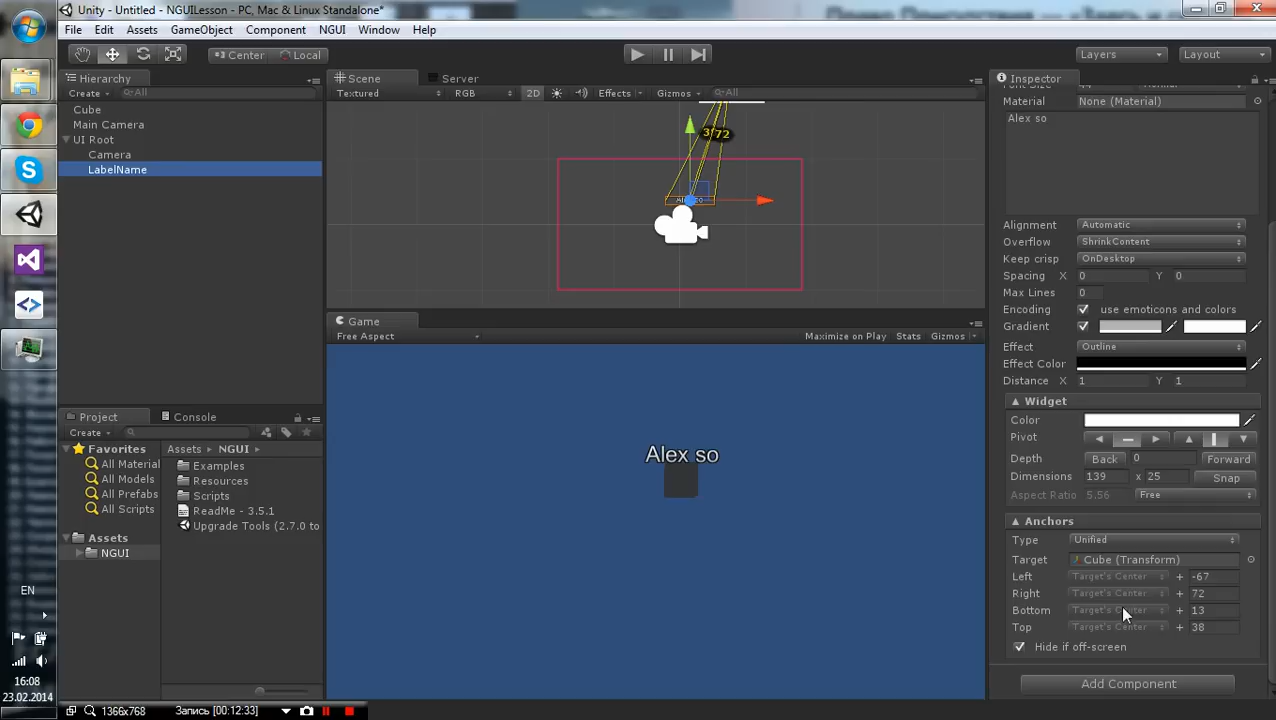 Unity - Untitled - NGUILesson - PC, Mac & Linux Standalone*
File Edit Assets GameObject Component NGUI Window Help
Center Local Layers Layout
Hierarchy
Create All
Cube
Main Camera
UI Root
Camera
LabelName
Scene Server
Textured RGB 2D Effects Gizmos All
72
Alex so
Game
Free Aspect Maximize on Play Stats Gizmos
Alex so
Project Console
Create
Favorites
All Material
All Models
All Prefabs
All Scripts
Assets
NGUI
Assets NGUI
Examples
Resources
Scripts
ReadMe - 3.5.1
Upgrade Tools (2.7.0 to
Inspector
Font Size 44 Normal
Material None (Material)
Alex so
Alignment Automatic
Overflow ShrinkContent
Keep crisp OnDesktop
Spacing X 0 Y 0
Max Lines 0
Encoding use emoticons and colors
Gradient
Effect Outline
Effect Color
Distance X 1 Y 1
Widget
Color
Pivot
Depth Back 0 Forward
Dimensions 139 x 25 Snap
Aspect Ratio 5.56 Free
Anchors
Type Unified
Target Cube (Transform)
Left Target's Center + -67
Right Target's Center + 72
Bottom Target's Center + 13
Top Target's Center + 38
Hide if off-screen
Add Component
EN
16:08
23.02.2014
1366x768 Запись [00:12:33]